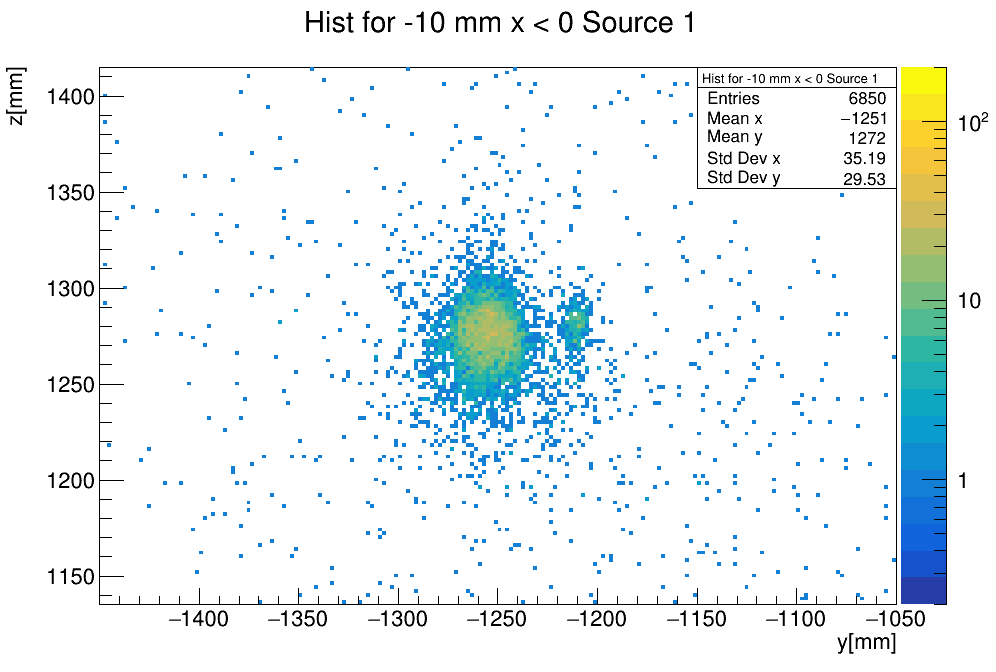 Hist for -10 mm x < 0 Source 1
z[mm]
Hist for -10 mm x < 0 Source 1
Entries 6850
Mean x −1251
Mean y 1272
Std Dev x 35.19
Std Dev y 29.53
1400
1350
1300
1250
1200
1150
10²
10
1
−1400 −1350 −1300 −1250 −1200 −1150 −1100 −1050
y[mm]